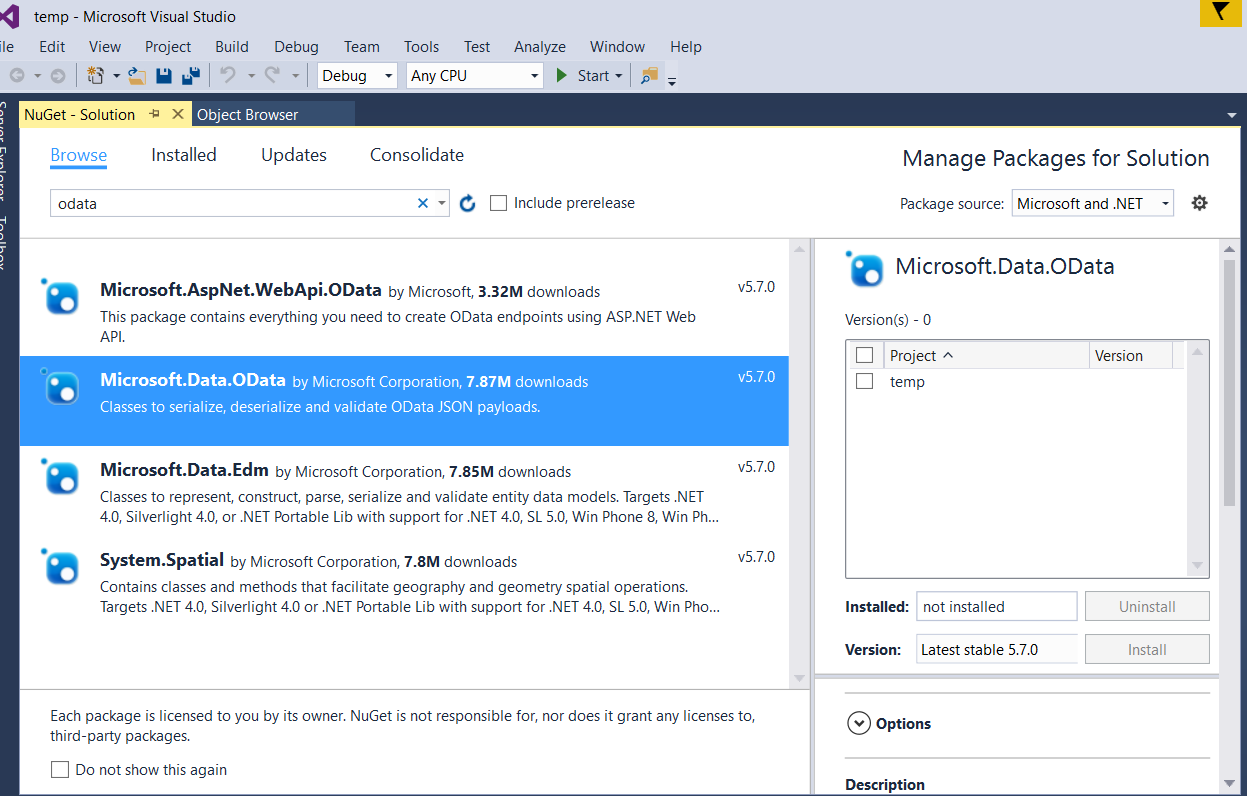 temp - Microsoft Visual Studio
ile Edit View Project Build Debug Team Tools Test Analyze Window Help
Debug Any CPU Start
Server Explorer
Toolbox
NuGet - Solution Object Browser
Browse Installed Updates Consolidate
Manage Packages for Solution
odata
Include prerelease
Package source: Microsoft and .NET
Microsoft.AspNet.WebApi.OData by Microsoft, 3.32M downloads v5.7.0
This package contains everything you need to create OData endpoints using ASP.NET Web
API.
Microsoft.Data.OData by Microsoft Corporation, 7.87M downloads v5.7.0
Classes to serialize, deserialize and validate OData JSON payloads.
Microsoft.Data.Edm by Microsoft Corporation, 7.85M downloads v5.7.0
Classes to represent, construct, parse, serialize and validate entity data models. Targets .NET
4.0, Silverlight 4.0, or .NET Portable Lib with support for .NET 4.0, SL 5.0, Win Phone 8, Win Ph...
System.Spatial by Microsoft Corporation, 7.8M downloads v5.7.0
Contains classes and methods that facilitate geography and geometry spatial operations.
Targets .NET 4.0, Silverlight 4.0 or .NET Portable Lib with support for .NET 4.0, SL 5.0, Win Pho...
Each package is licensed to you by its owner. NuGet is not responsible for, nor does it grant any licenses to,
third-party packages.
Do not show this again
Microsoft.Data.OData
Version(s) - 0
Project Version
temp
Installed: not installed Uninstall
Version: Latest stable 5.7.0 Install
Options
Description